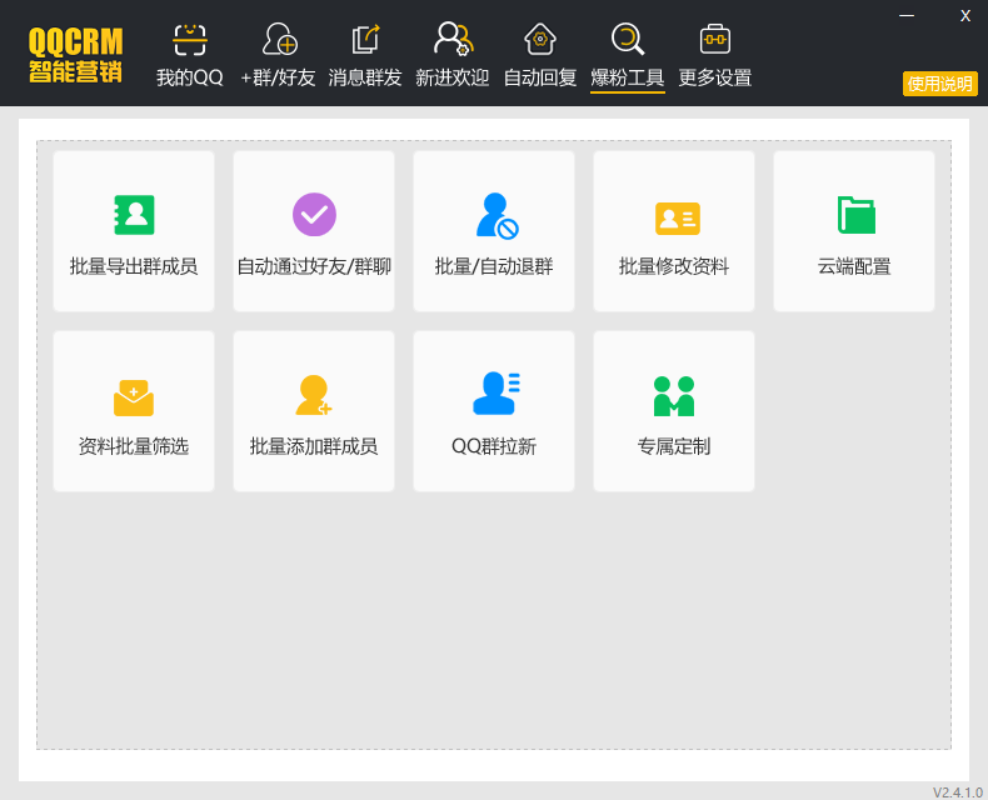 QQCRM
智能营销
我的QQ
+群/好友
消息群发
新进欢迎
自动回复
爆粉工具
更多设置
X
使用说明
批量导出群成员
自动通过好友/群聊
批量/自动退群
批量修改资料
云端配置
资料批量筛选
批量添加群成员
QQ群拉新
专属定制
V2.4.1.0